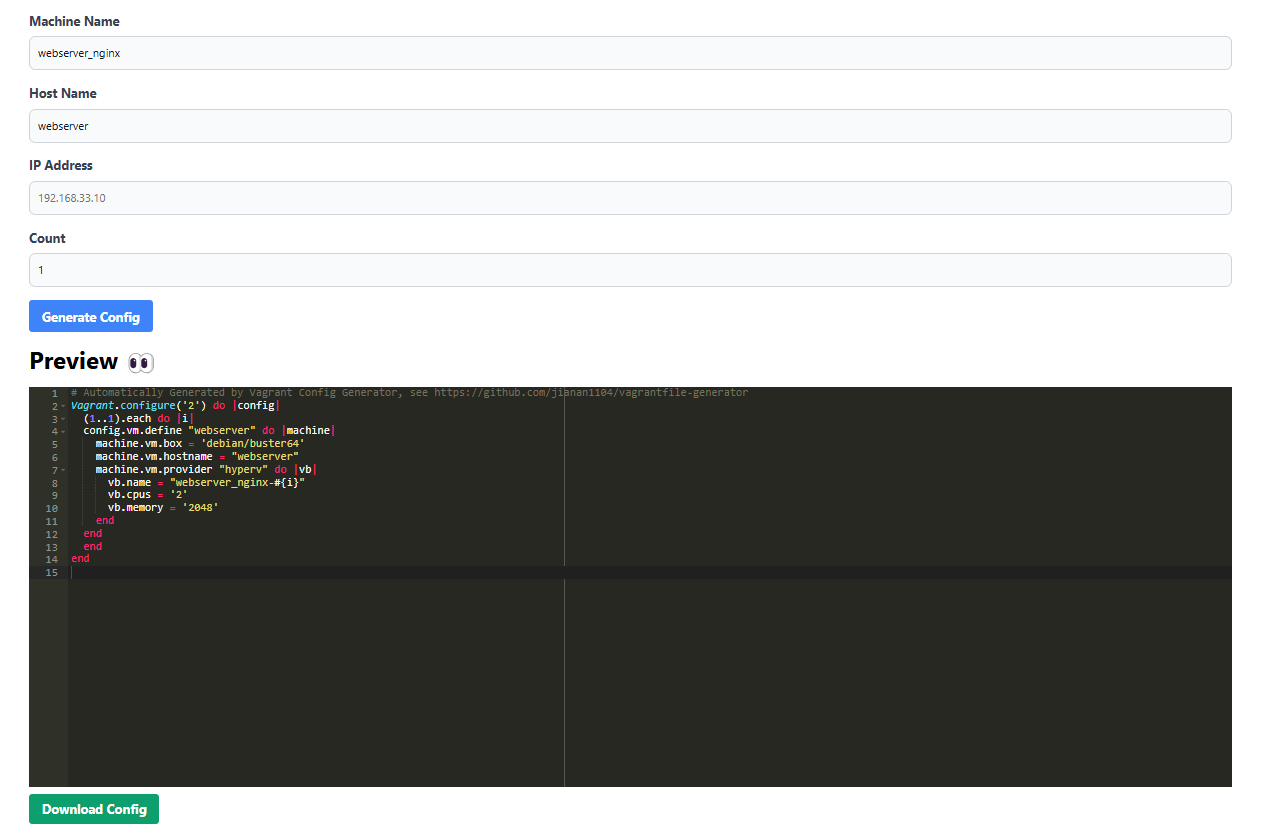 Machine Name
webserver_nginx
Host Name
webserver
IP Address
192.168.33.10
Count
1
Generate Config
Preview 👀
1 # Automatically Generated by Vagrant Config Generator, see https://github.com/jianan1104/vagrantfile-generator
2 Vagrant.configure('2') do |config|
3   (1..1).each do |i|
4   config.vm.define "webserver" do |machine|
5     machine.vm.box = 'debian/buster64'
6     machine.vm.hostname = "webserver"
7     machine.vm.provider "hyperv" do |vb|
8       vb.name = "webserver_nginx-#{i}"
9       vb.cpus = '2'
10       vb.memory = '2048'
11     end
12   end
13   end
14 end
15
Download Config